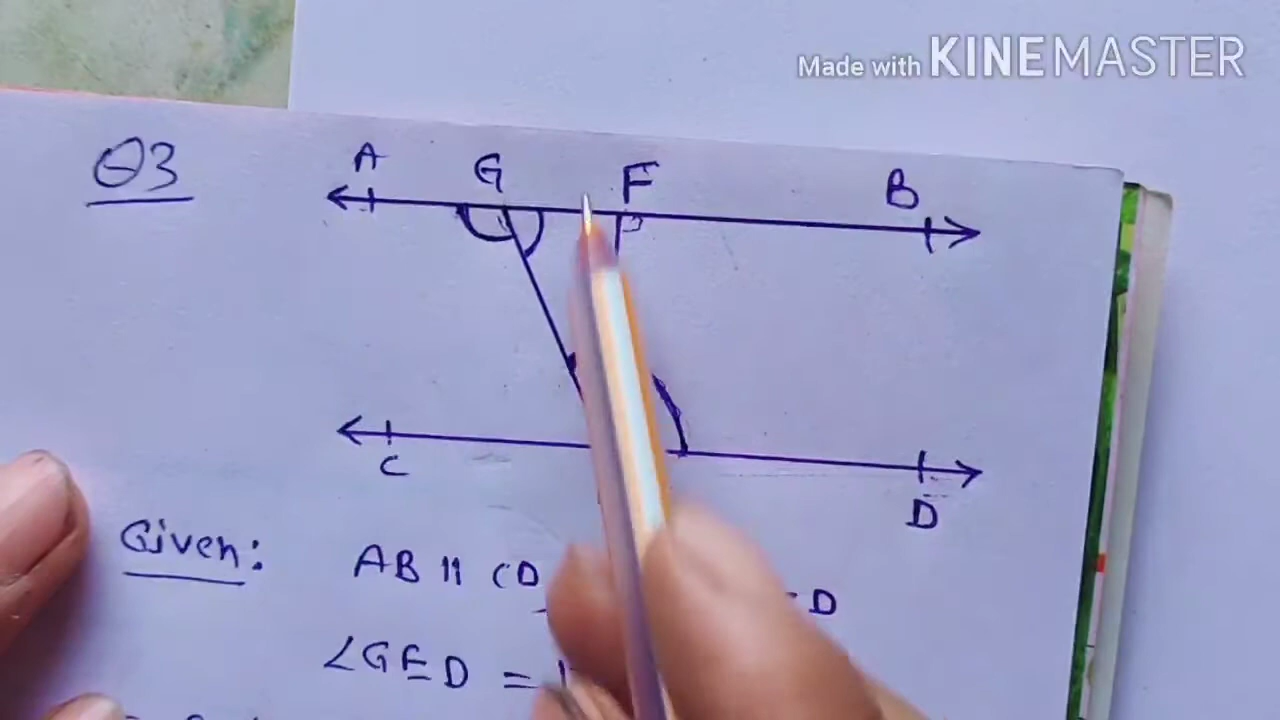 Made with KINEMASTER
Q3
A G F B
C
D
Given: AB || CD
∠GED =